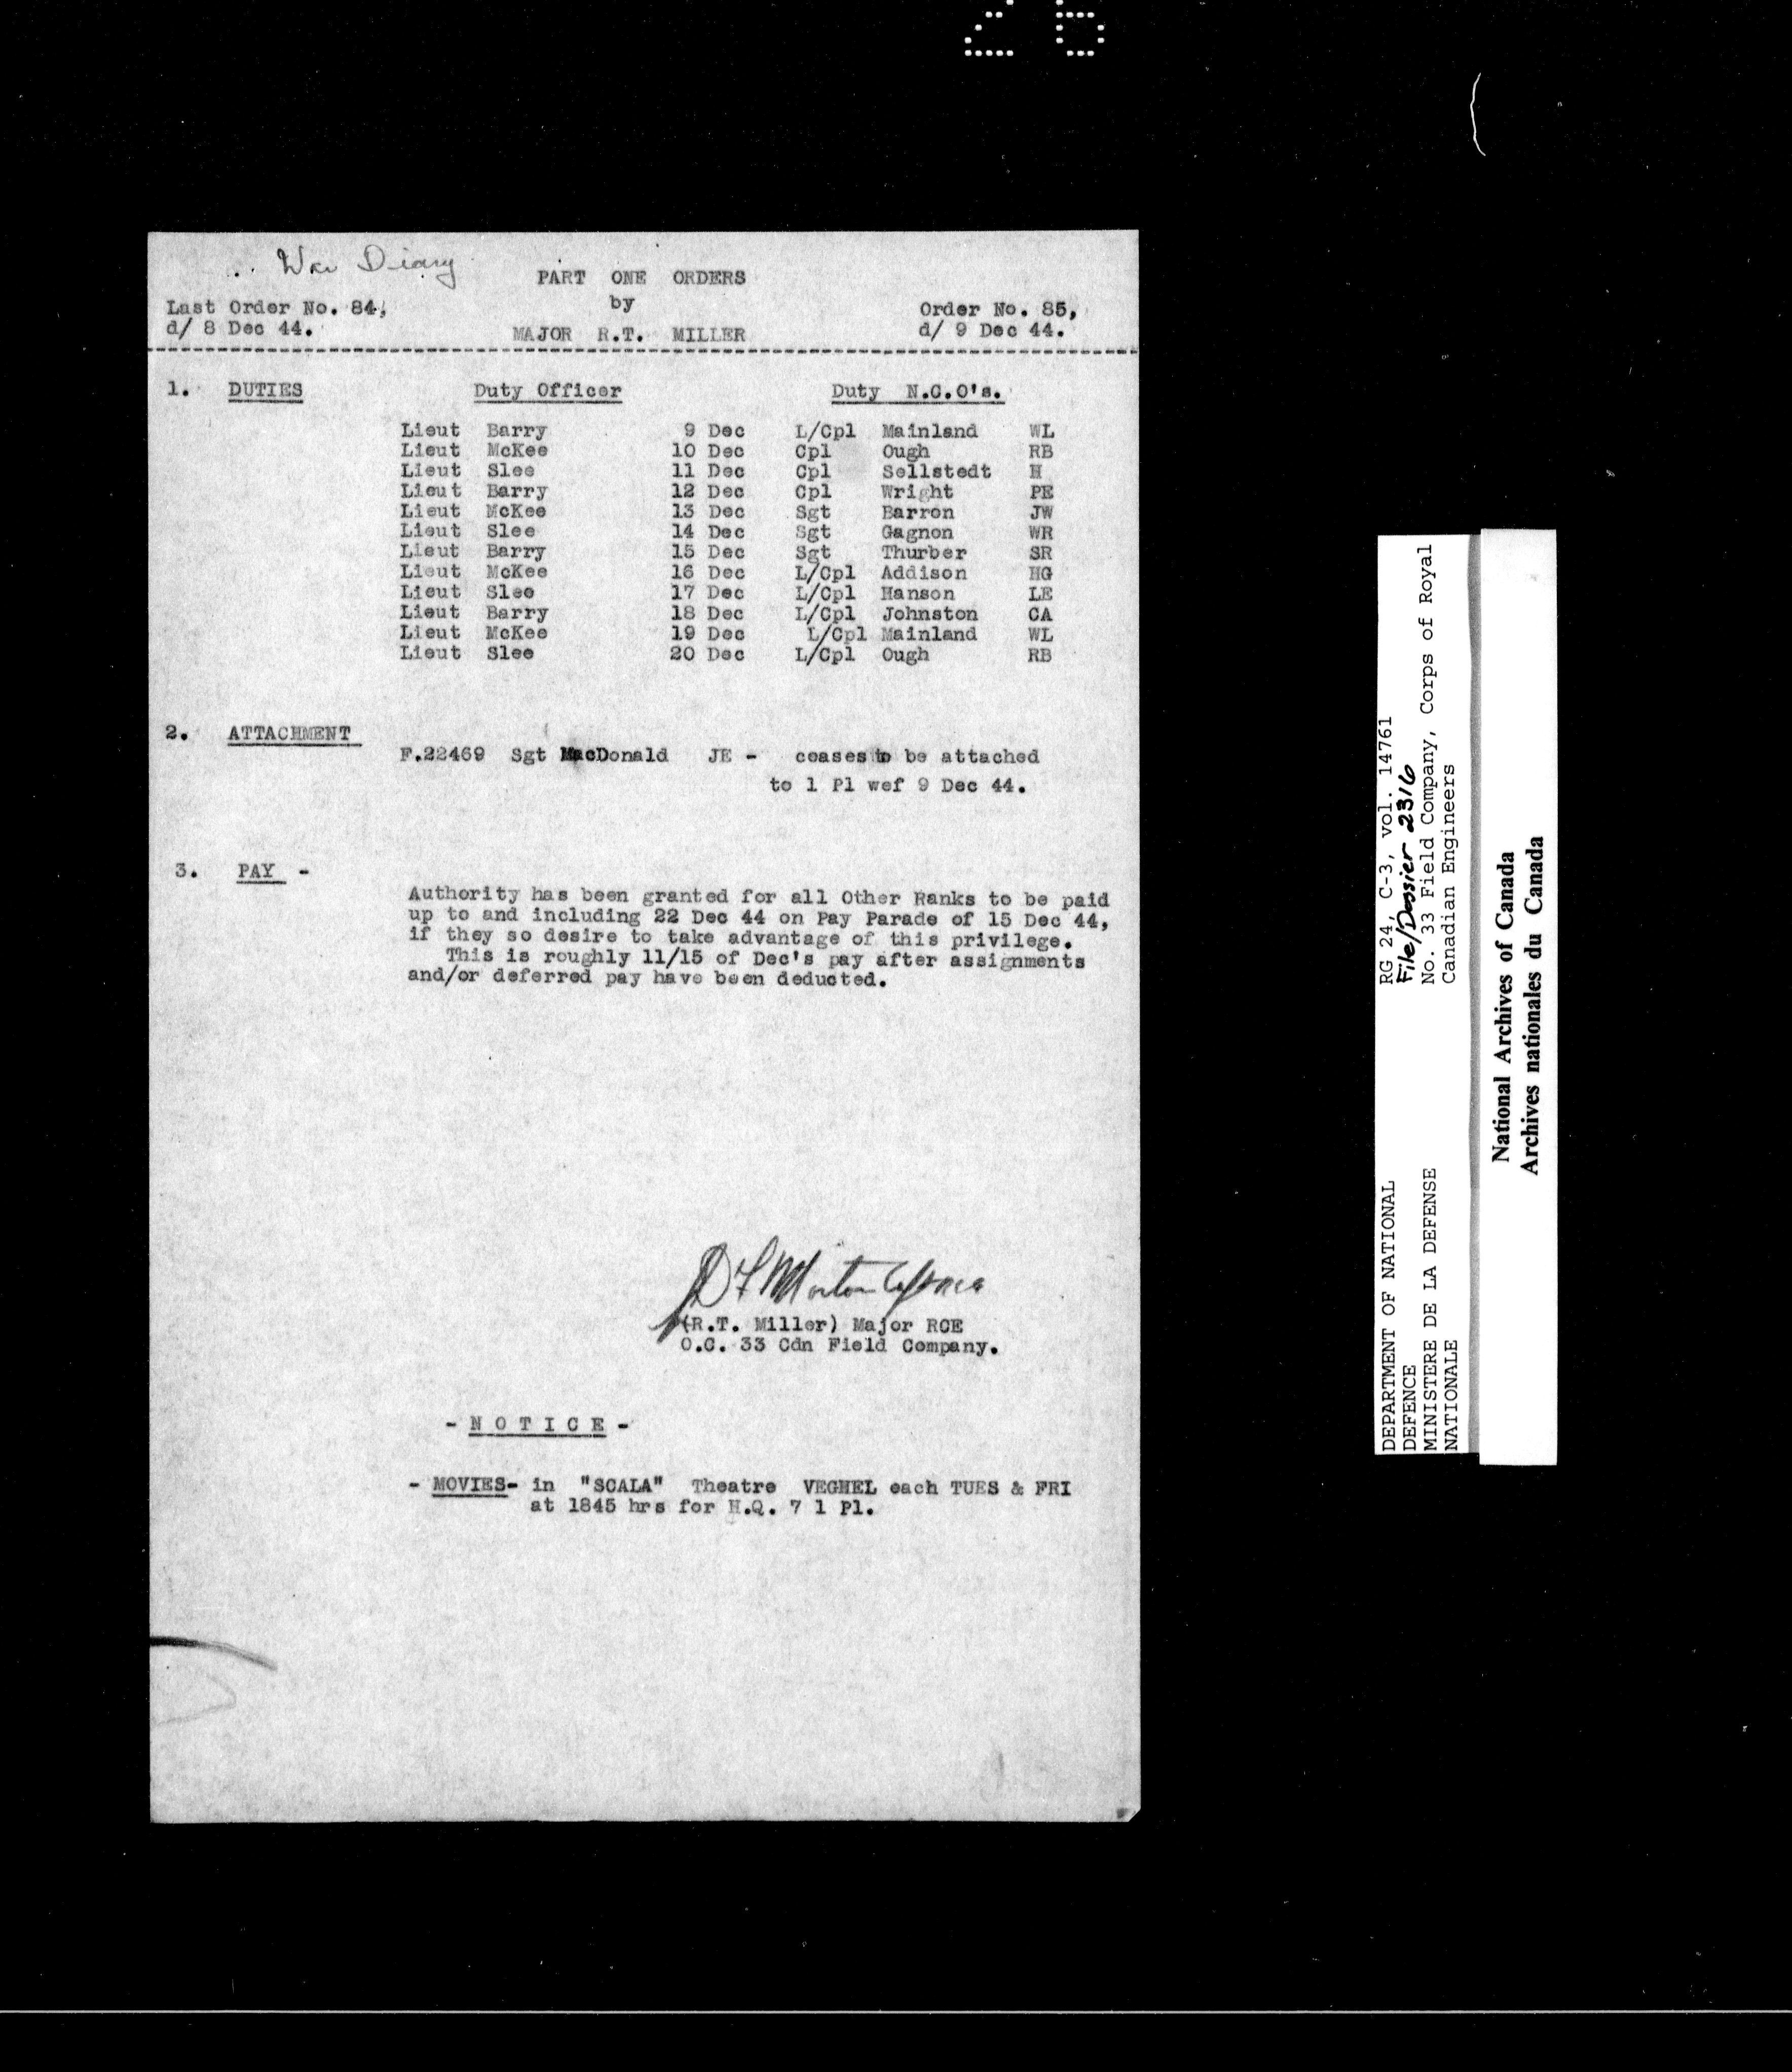 26
War Diary
PART ONE ORDERS
by
MAJOR R.T. MILLER
Last Order No. 84,
d/ 8 Dec 44.
Order No. 85,
d/ 9 Dec 44.
1. DUTIES Duty Officer Duty N.C.O's.
Lieut Barry 9 Dec L/Cpl Mainland WL
Lieut McKee 10 Dec Cpl Ough RB
Lieut Slee 11 Dec Cpl Sellstedt H
Lieut Barry 12 Dec Cpl Wright PE
Lieut McKee 13 Dec Sgt Barron JW
Lieut Slee 14 Dec Sgt Gagnon WR
Lieut Barry 15 Dec Sgt Thurber SR
Lieut McKee 16 Dec L/Cpl Addison HG
Lieut Slee 17 Dec L/Cpl Hanson LE
Lieut Barry 18 Dec L/Cpl Johnston CA
Lieut McKee 19 Dec L/Cpl Mainland WL
Lieut Slee 20 Dec L/Cpl Ough RB
2. ATTACHMENT
F.22469 Sgt MacDonald JE - ceases to be attached
to 1 Pl wef 9 Dec 44.
3. PAY -
Authority has been granted for all Other Ranks to be paid
up to and including 22 Dec 44 on Pay Parade of 15 Dec 44,
if they so desire to take advantage of this privilege.
This is roughly 11/15 of Dec's pay after assignments
and/or deferred pay have been deducted.
D F Morton Capt RCE
(R.T. Miller) Major RCE
O.C. 33 Cdn Field Company.
- NOTICE -
- MOVIES- in "SCALA" Theatre VEGHEL each TUES & FRI
at 1845 hrs for H.Q. 7 1 Pl.
DEPARTMENT OF NATIONAL
DEFENCE
MINISTERE DE LA DEFENSE
NATIONALE
RG 24, C-3, vol. 14761
File/Dossier 2316
No. 33 Field Company, Corps of Royal
Canadian Engineers
National Archives of Canada
Archives nationales du Canada